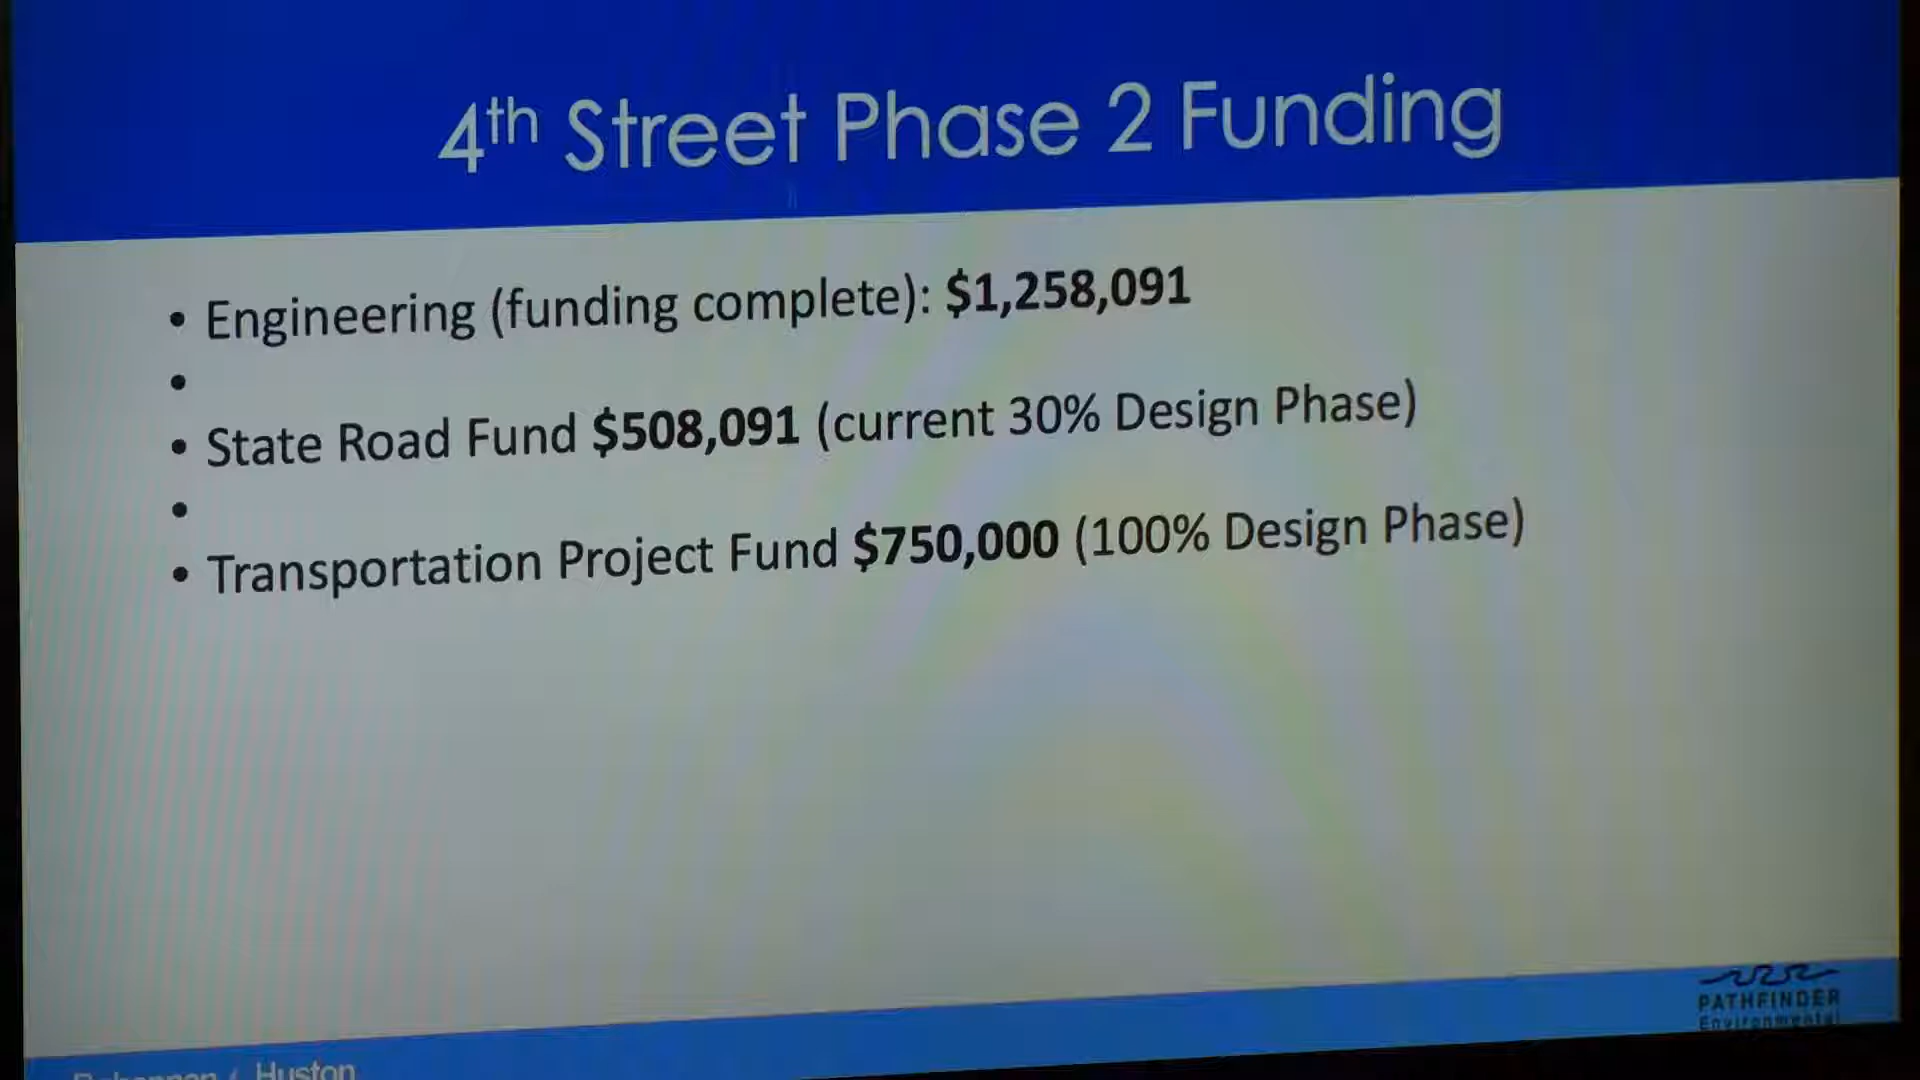 4th Street Phase 2 Funding
• Engineering (funding complete): $1,258,091
•
• State Road Fund $508,091 (current 30% Design Phase)
•
• Transportation Project Fund $750,000 (100% Design Phase)
PATHFINDER
Environmental
Huston